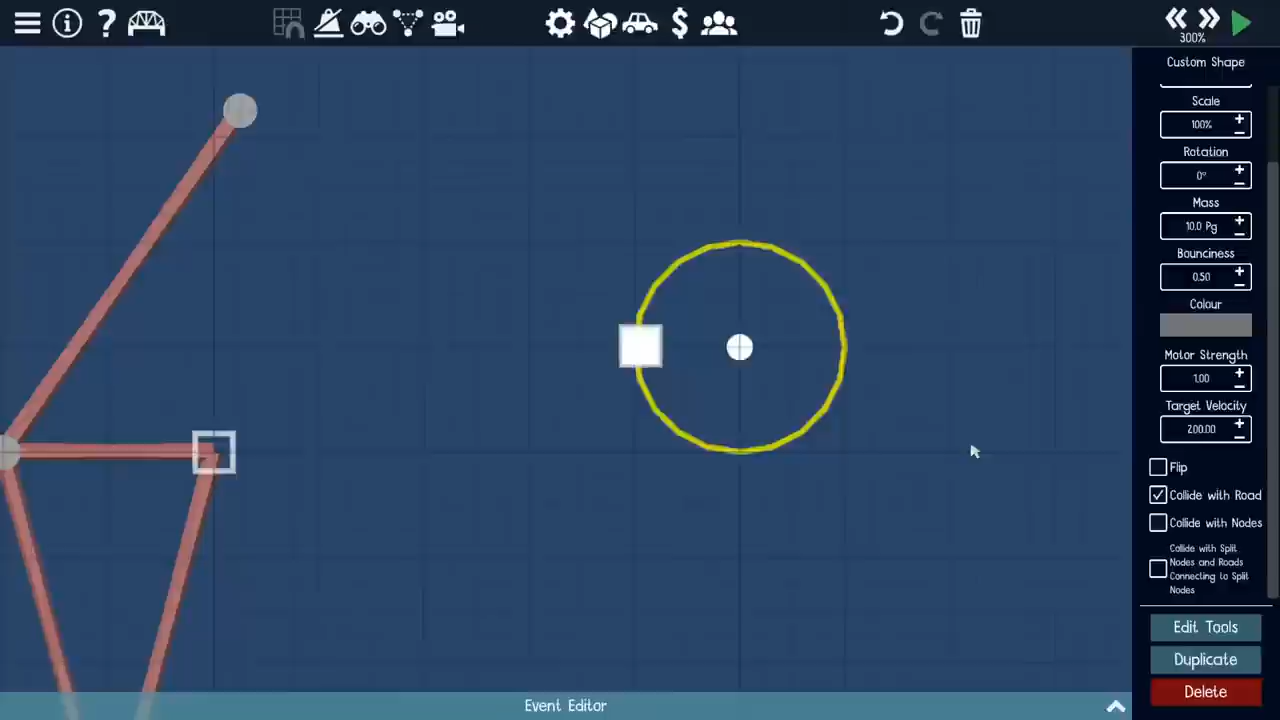 300%
Custom Shape
Scale
100%
Rotation
0°
Mass
10.0 Pg
Bounciness
0.50
Colour
Motor Strength
1.00
Target Velocity
200.00
Flip
Collide with Road
Collide with Nodes
Collide with Split
Nodes and Roads
Connecting to Split
Nodes
Edit Tools
Duplicate
Delete
Event Editor